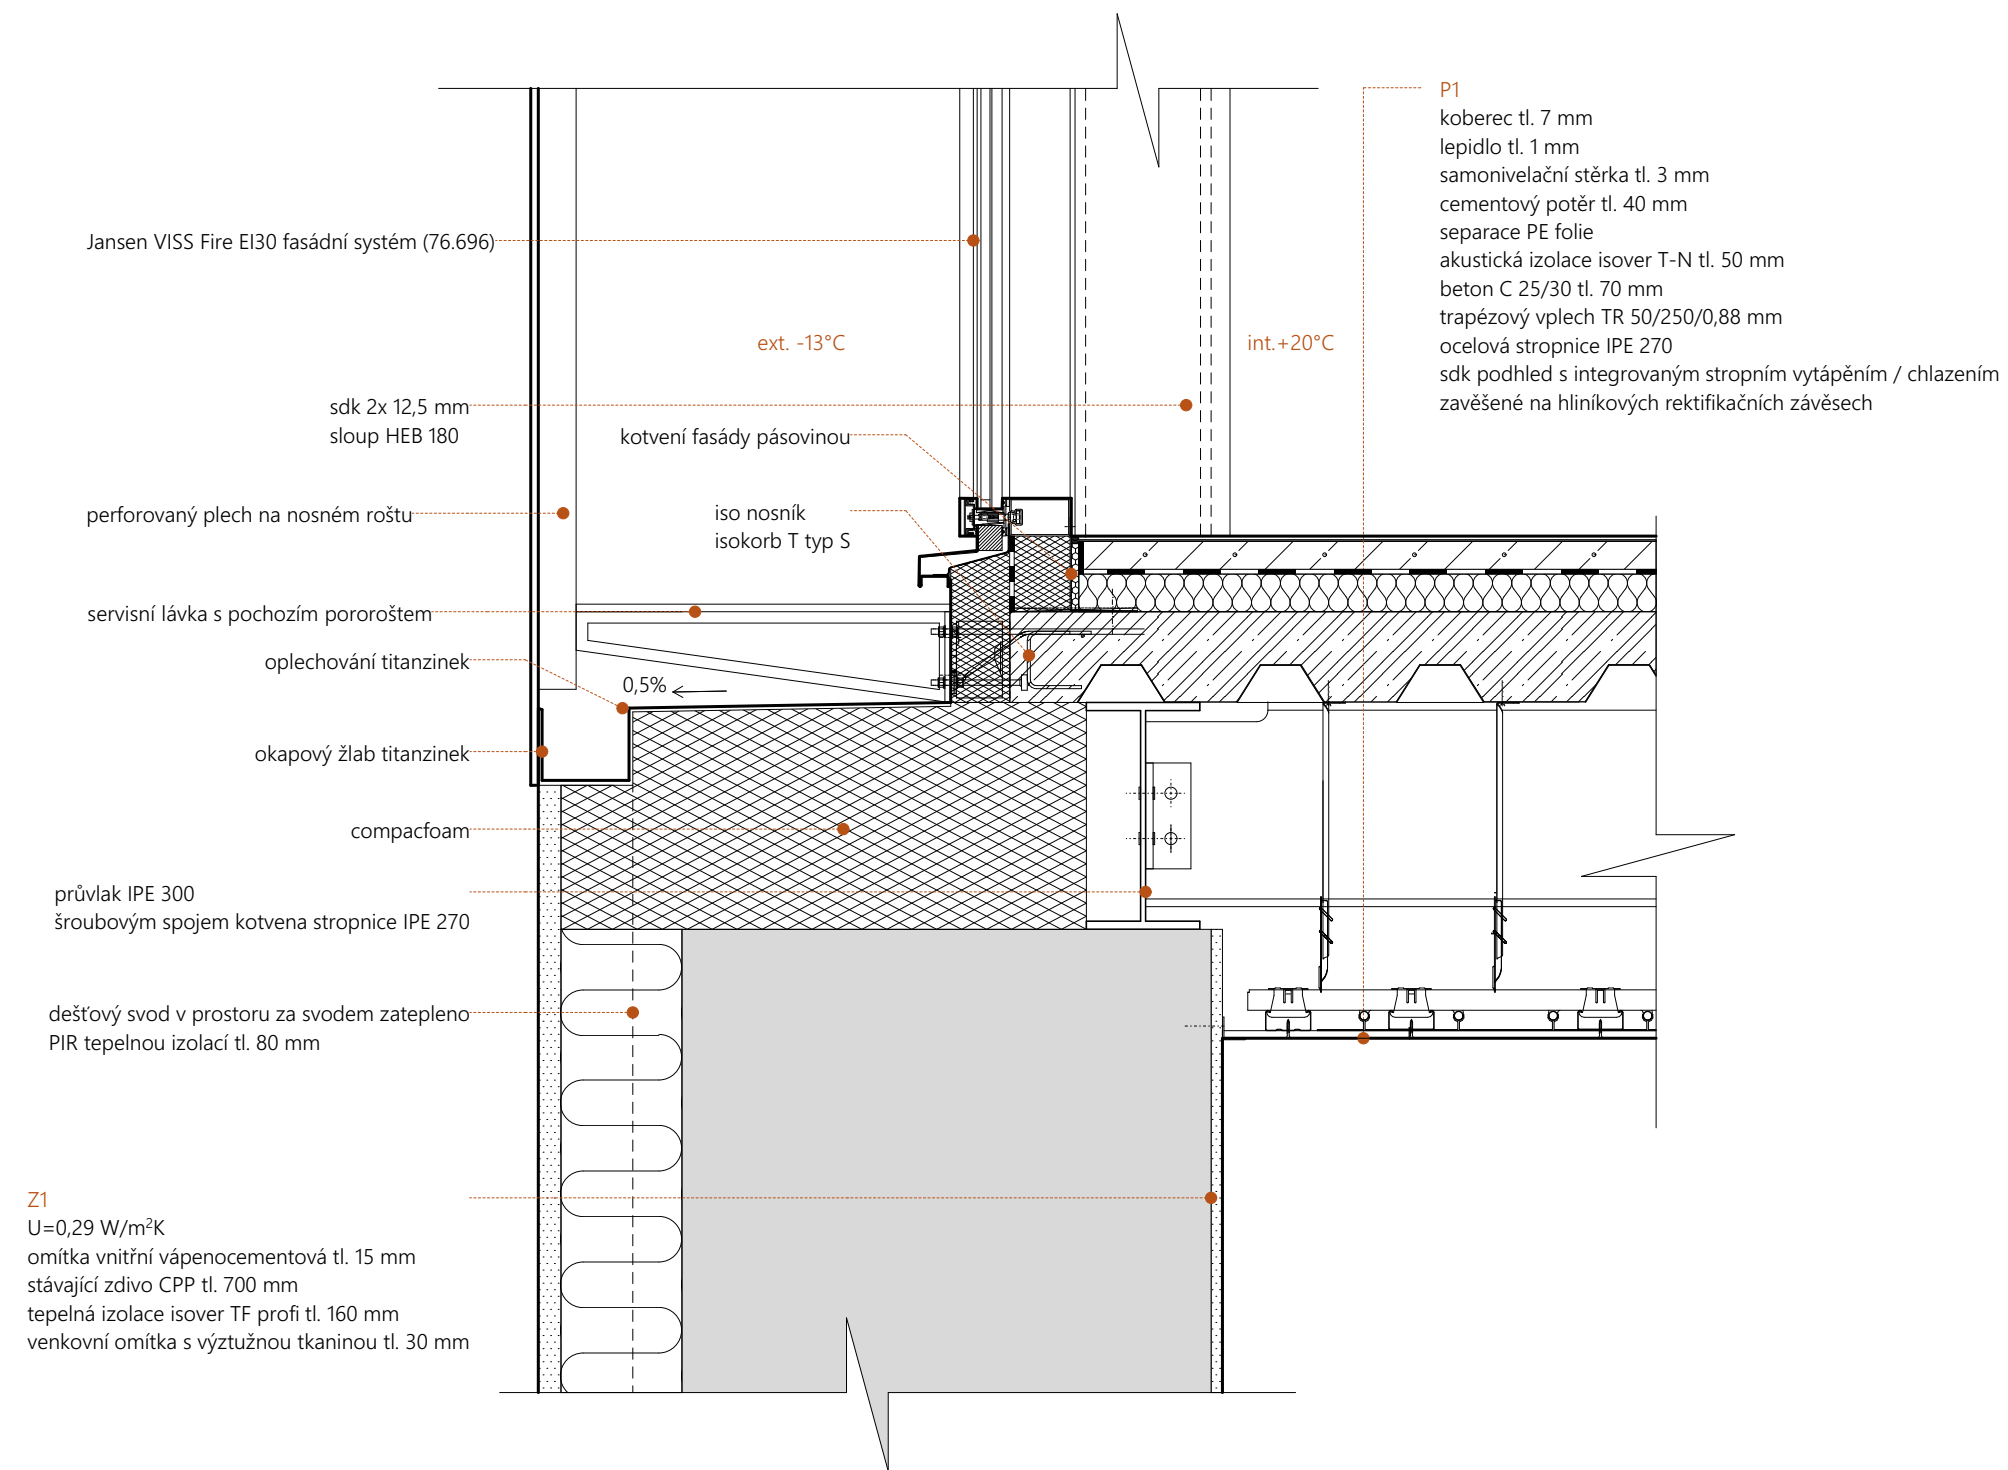 P1
koberec tl. 7 mm
lepidlo tl. 1 mm
samonivelační stěrka tl. 3 mm
cementový potěr tl. 40 mm
separace PE folie
akustická izolace isover T-N tl. 50 mm
beton C 25/30 tl. 70 mm
trapézový vplech TR 50/250/0,88 mm
ocelová stropnice IPE 270
sdk podhled s integrovaným stropním vytápěním / chlazením
zavěšené na hliníkových rektifikačních závěsech
Jansen VISS Fire EI30 fasádní systém (76.696)
ext. -13°C
int.+20°C
sdk 2x 12,5 mm
sloup HEB 180
kotvení fasády pásovinou
perforovaný plech na nosném roštu
iso nosník
isokorb T typ S
servisní lávka s pochozím pororoštem
oplechování titanzinek
0,5%
okapový žlab titanzinek
compacfoam
průvlak IPE 300
šroubovým spojem kotvena stropnice IPE 270
dešťový svod v prostoru za svodem zatepleno
PIR tepelnou izolací tl. 80 mm
Z1
U=0,29 W/m²K
omítka vnitřní vápenocementová tl. 15 mm
stávající zdivo CPP tl. 700 mm
tepelná izolace isover TF profi tl. 160 mm
venkovní omítka s výztužnou tkaninou tl. 30 mm